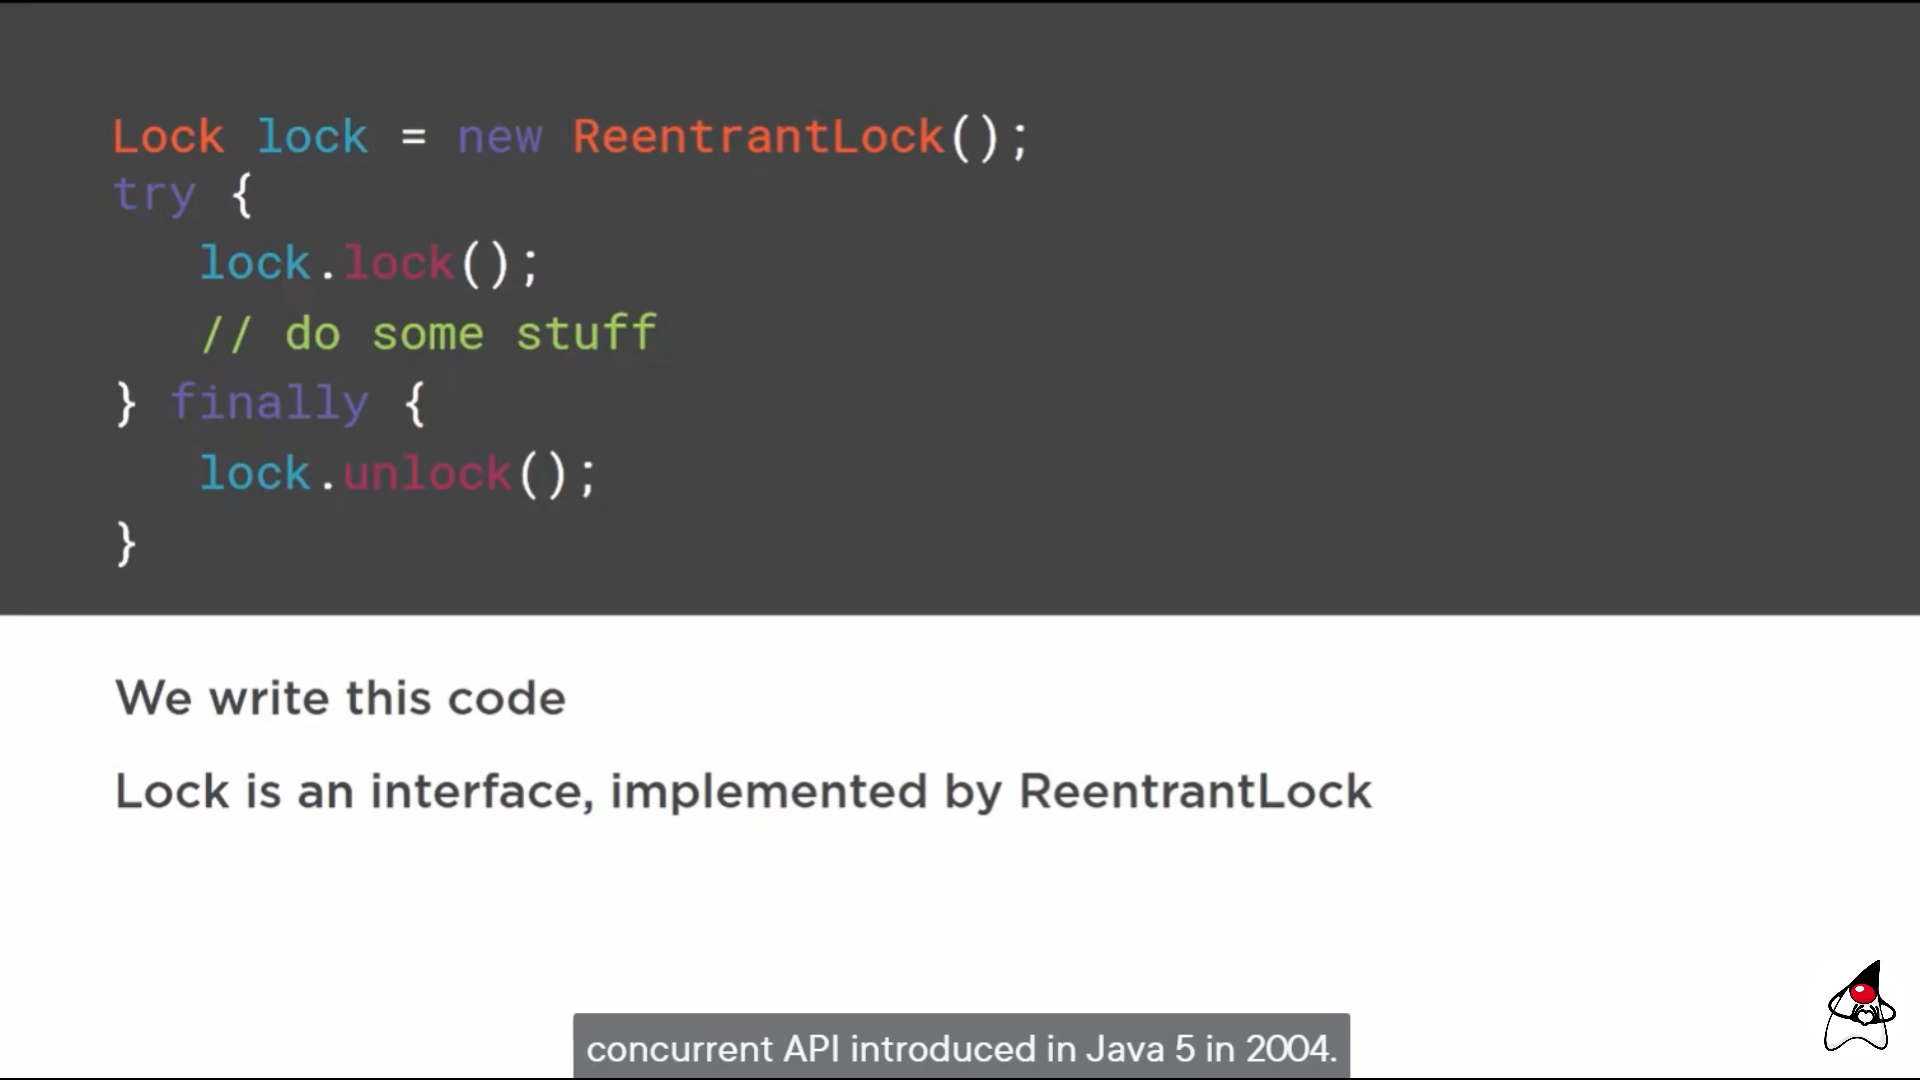 Lock lock = new ReentrantLock();
try {
   lock.lock();
   // do some stuff
} finally {
   lock.unlock();
}
We write this code
Lock is an interface, implemented by ReentrantLock
concurrent API introduced in Java 5 in 2004.